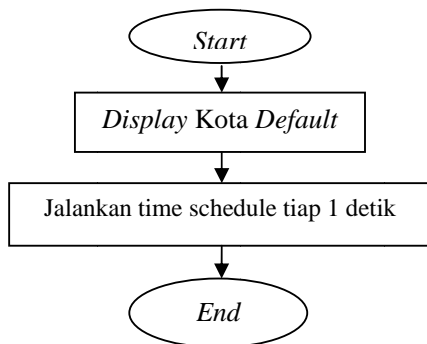 Start
Display Kota Default
Jalankan time schedule tiap 1 detik
End